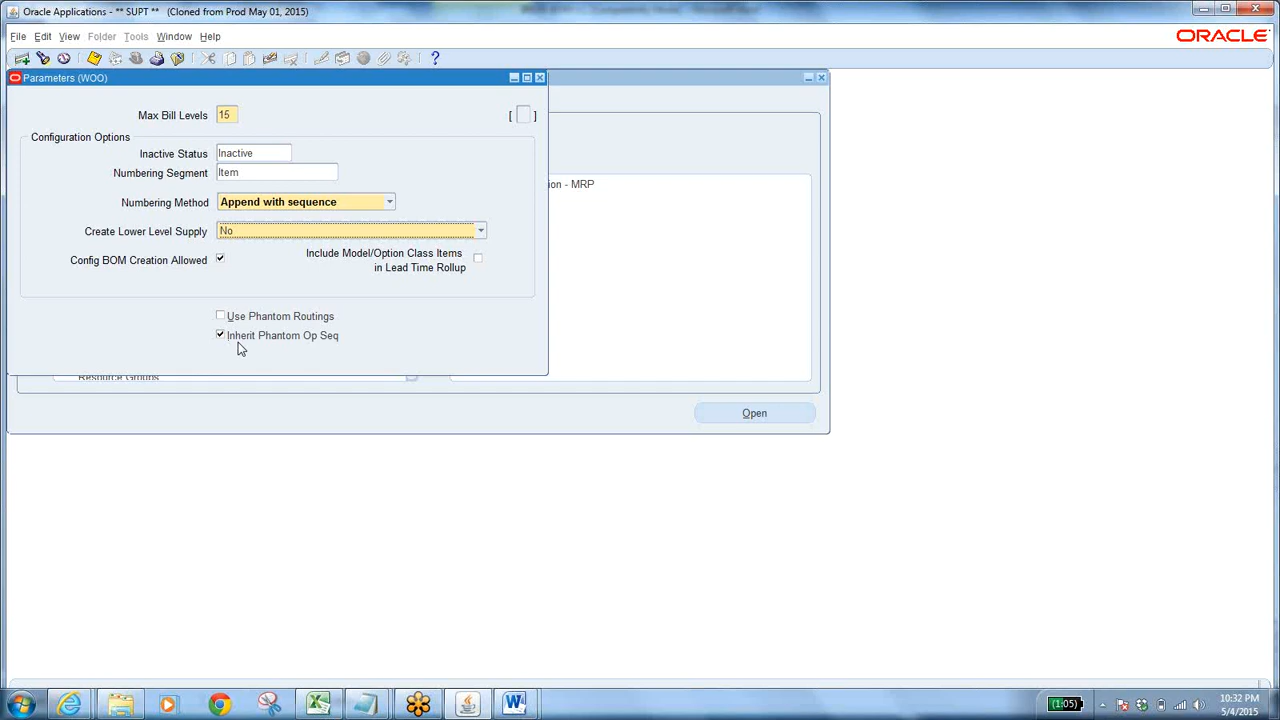 Oracle Applications - ** SUPT ** (Cloned from Prod May 01, 2015)
File Edit View Folder Tools Window Help
ORACLE
Parameters (WOO)
Max Bill Levels 15
[ ]
Configuration Options
Inactive Status Inactive
Numbering Segment Item
Numbering Method Append with sequence
Create Lower Level Supply No
Config BOM Creation Allowed
Include Model/Option Class Items
in Lead Time Rollup
Use Phantom Routings
Inherit Phantom Op Seq
ion - MRP
Resource Groups
Open
(1:05)
10:32 PM
5/4/2015